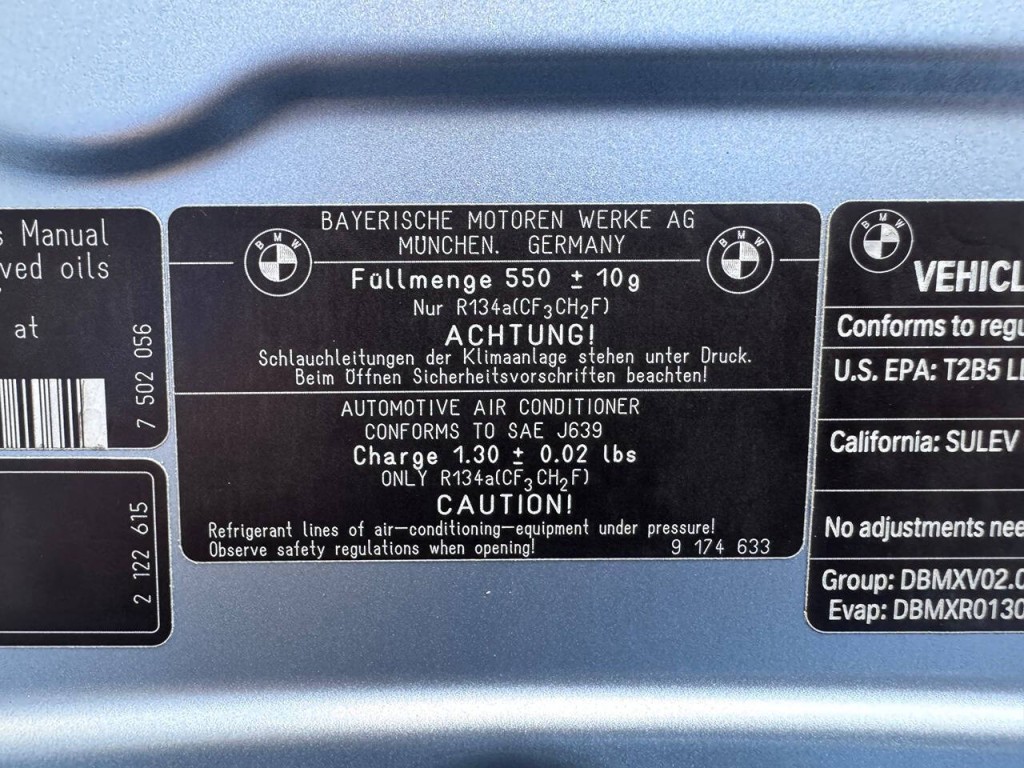 s Manual
ved oils
at
7 502 056
2 122 615
BAYERISCHE MOTOREN WERKE AG
MÜNCHEN. GERMANY
BMW
BMW
Füllmenge 550 ± 10g
Nur R134a(CF3CH2F)
ACHTUNG!
Schlauchleitungen der Klimaanlage stehen unter Druck.
Beim Öffnen Sicherheitsvorschriften beachten!
AUTOMOTIVE AIR CONDITIONER
CONFORMS TO SAE J639
Charge 1.30 ± 0.02 lbs
ONLY R134a(CF3CH2F)
CAUTION!
Refrigerant lines of air-conditioning-equipment under pressure!
Observe safety regulations when opening! 9 174 633
BMW
VEHICL
Conforms to regu
U.S. EPA: T2B5 L
California: SULEV
No adjustments nee
Group: DBMXV02.0
Evap: DBMXR0130